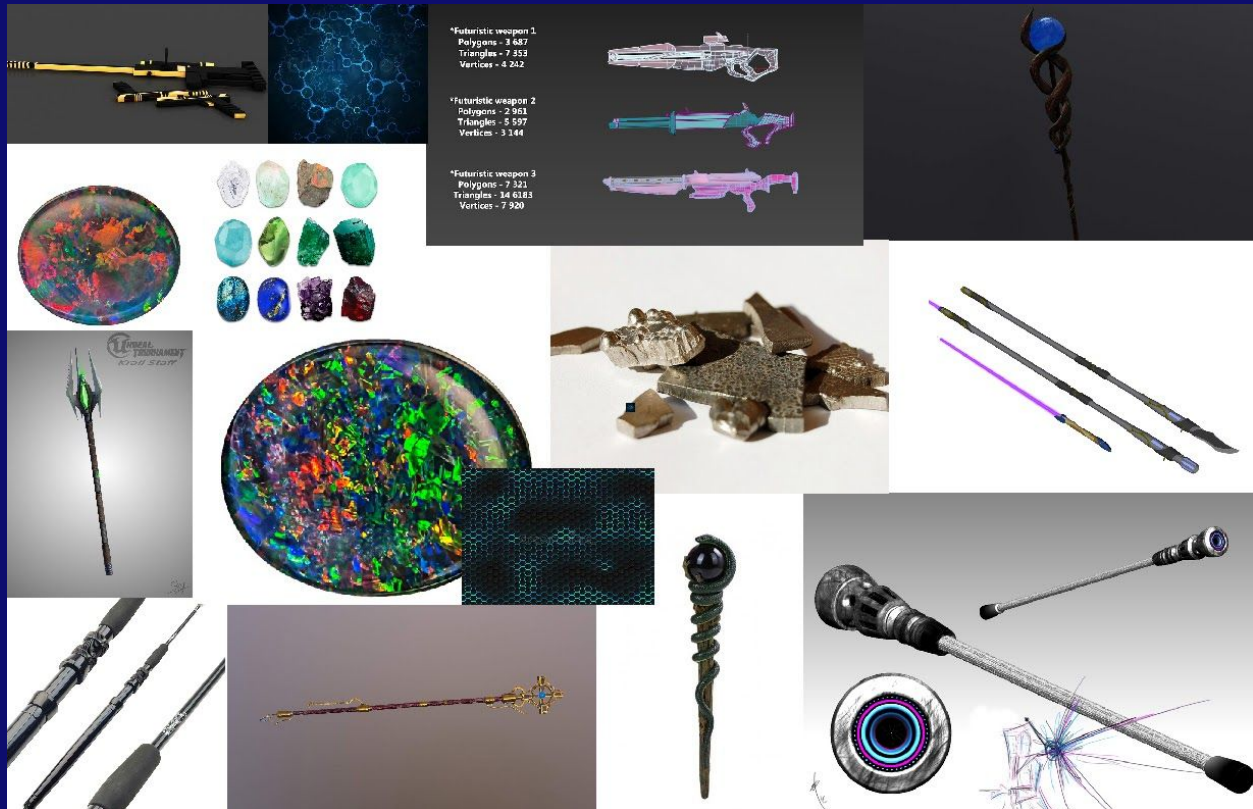 *Futuristic weapon 1
Polygons - 3 687
Triangles - 7 353
Vertices - 4 242
*Futuristic weapon 2
Polygons - 2 961
Triangles - 5 597
Vertices - 3 144
*Futuristic weapon 3
Polygons - 7 321
Triangles - 14 6183
Vertices - 7 920
UNREAL
TOURNAMENT
Krall Staff